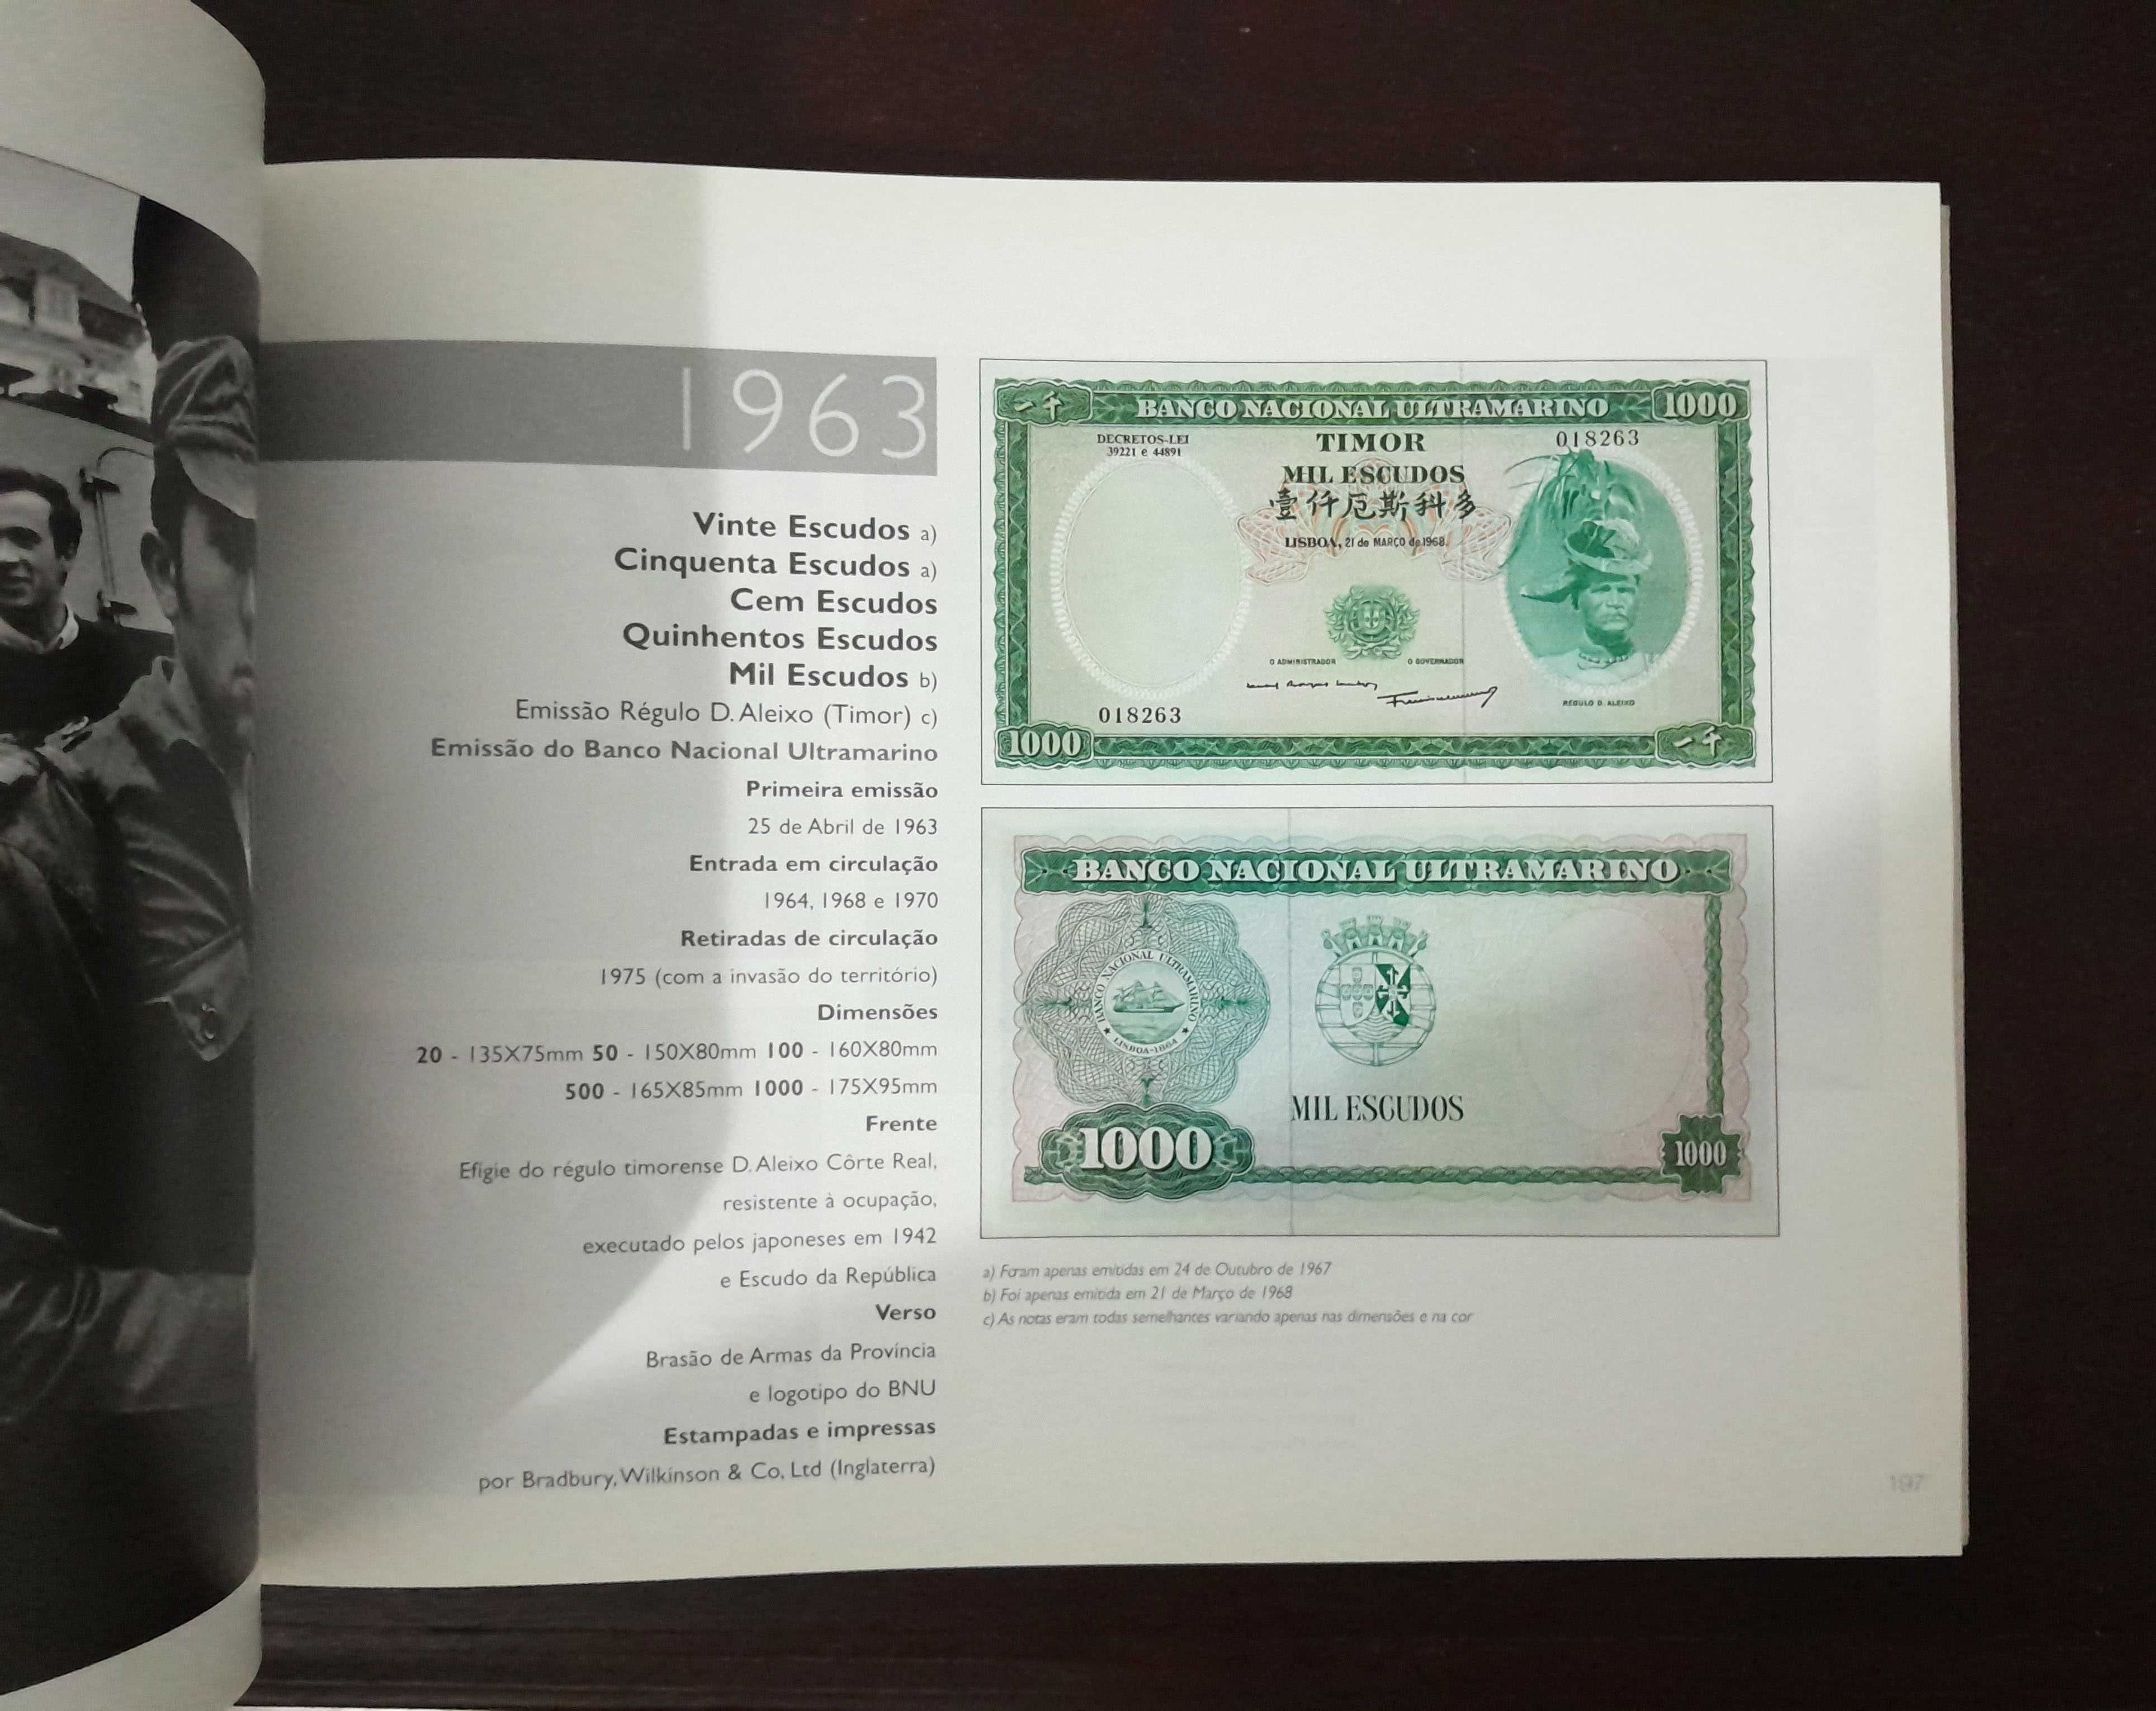 1963
Vinte Escudos a)
Cinquenta Escudos a)
Cem Escudos
Quinhentos Escudos
Mil Escudos b)
Emissão Régulo D. Aleixo (Timor) c)
Emissão do Banco Nacional Ultramarino
Primeira emissão
25 de Abril de 1963
Entrada em circulação
1964, 1968 e 1970
Retiradas de circulação
1975 (com a invasão do território)
Dimensões
20 - 135X75mm 50 - 150X80mm 100 - 160X80mm
500 - 165X85mm 1000 - 175X95mm
Frente
Efígie do régulo timorense D. Aleixo Côrte Real,
resistente à ocupação,
executado pelos japoneses em 1942
e Escudo da República
Verso
Brasão de Armas da Província
e logotipo do BNU
Estampadas e impressas
por Bradbury, Wilkinson & Co. Ltd (Inglaterra)
一千 BANCO NACIONAL ULTRAMARINO 1000
DECRETOS-LEI
39221 e 44891
TIMOR
018263
MIL ESCUDOS
壹仟厄斯科多
LISBOA, 21 de MARÇO de 1968.
O ADMINISTRADOR O GOVERNADOR
REGULO D. ALEIXO
018263
1000 一千
BANCO NACIONAL ULTRAMARINO
BANCO NACIONAL ULTRAMARINO
LISBOA-1864
MIL ESCUDOS
1000 1000
a) Foram apenas emitidas em 24 de Outubro de 1967
b) Foi apenas emitida em 21 de Março de 1968
c) As notas eram todas semelhantes variando apenas nas dimensões e na cor
197